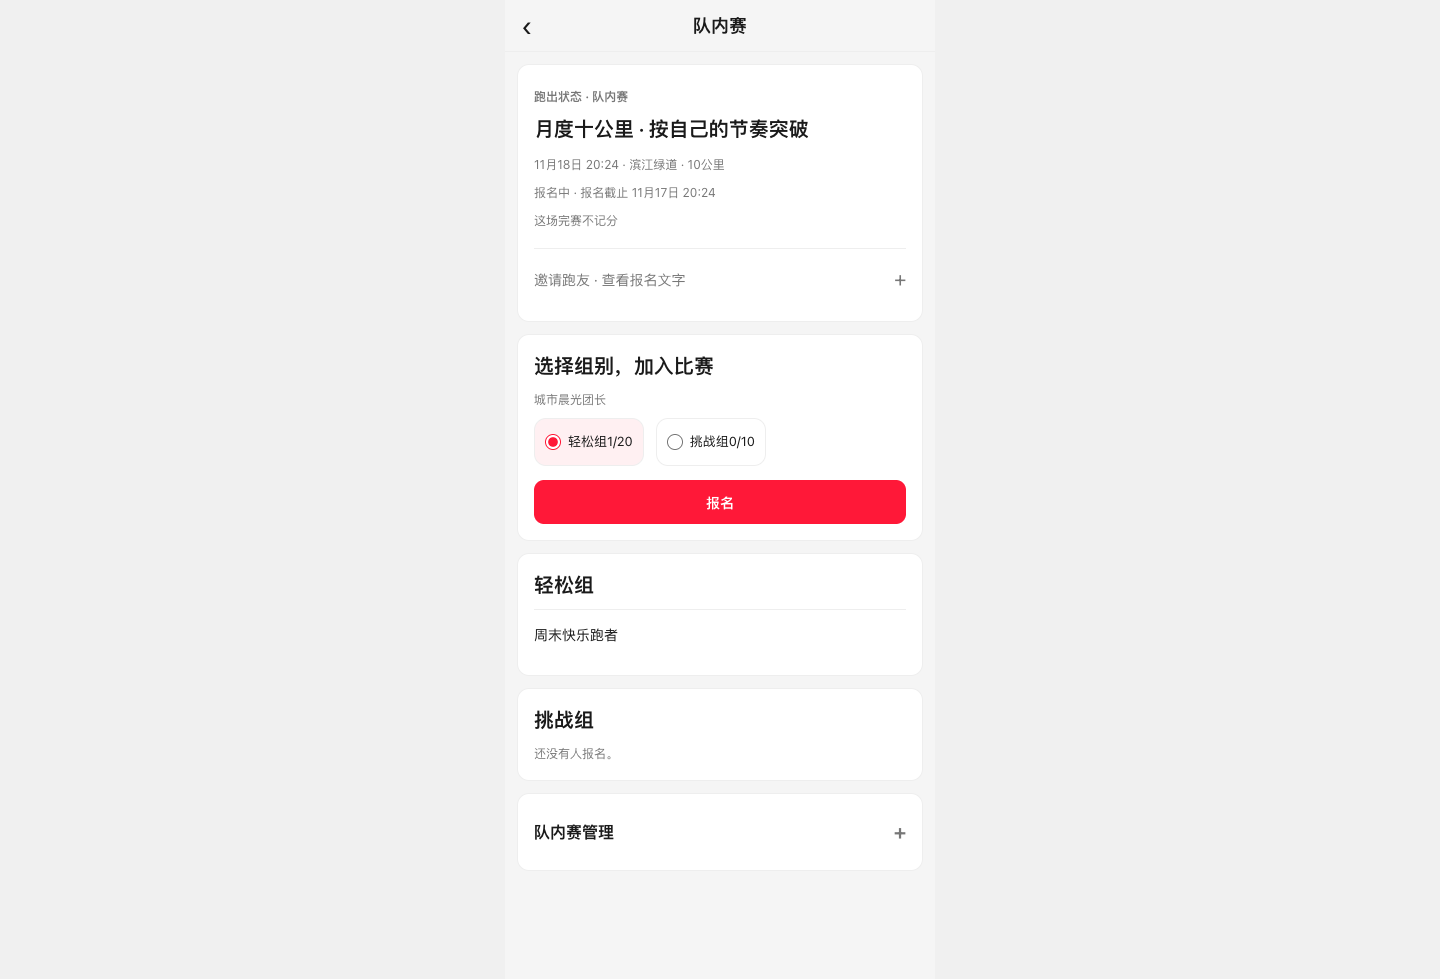 ‹ 队内赛
跑出状态 · 队内赛
月度十公里 · 按自己的节奏突破
11月18日 20:24 · 滨江绿道 · 10公里
报名中 · 报名截止 11月17日 20:24
这场完赛不记分
邀请跑友 · 查看报名文字 +
选择组别，加入比赛
城市晨光团长
轻松组1/20 挑战组0/10
报名
轻松组
周末快乐跑者
挑战组
还没有人报名。
队内赛管理 +